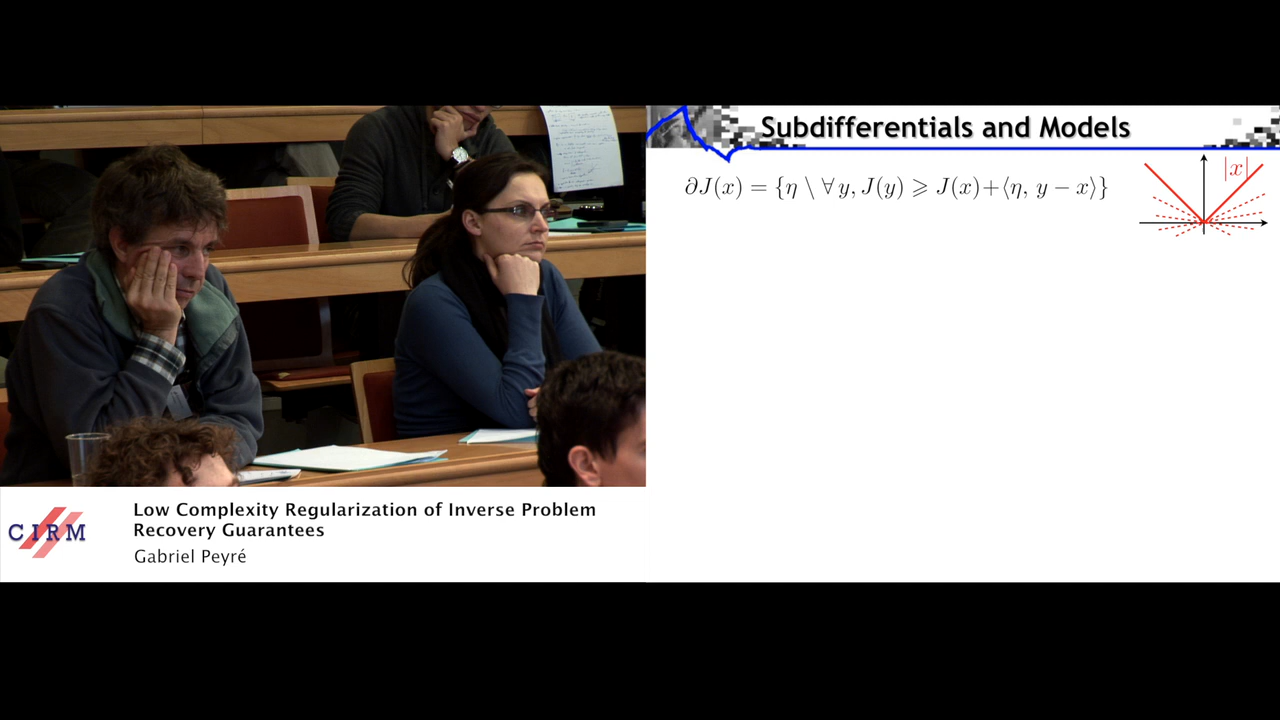 Subdifferentials and Models
∂J(x) = {η \ ∀ y, J(y) ⩾ J(x)+⟨η, y − x⟩}
|x|
CIRM
Low Complexity Regularization of Inverse Problem
Recovery Guarantees
Gabriel Peyré